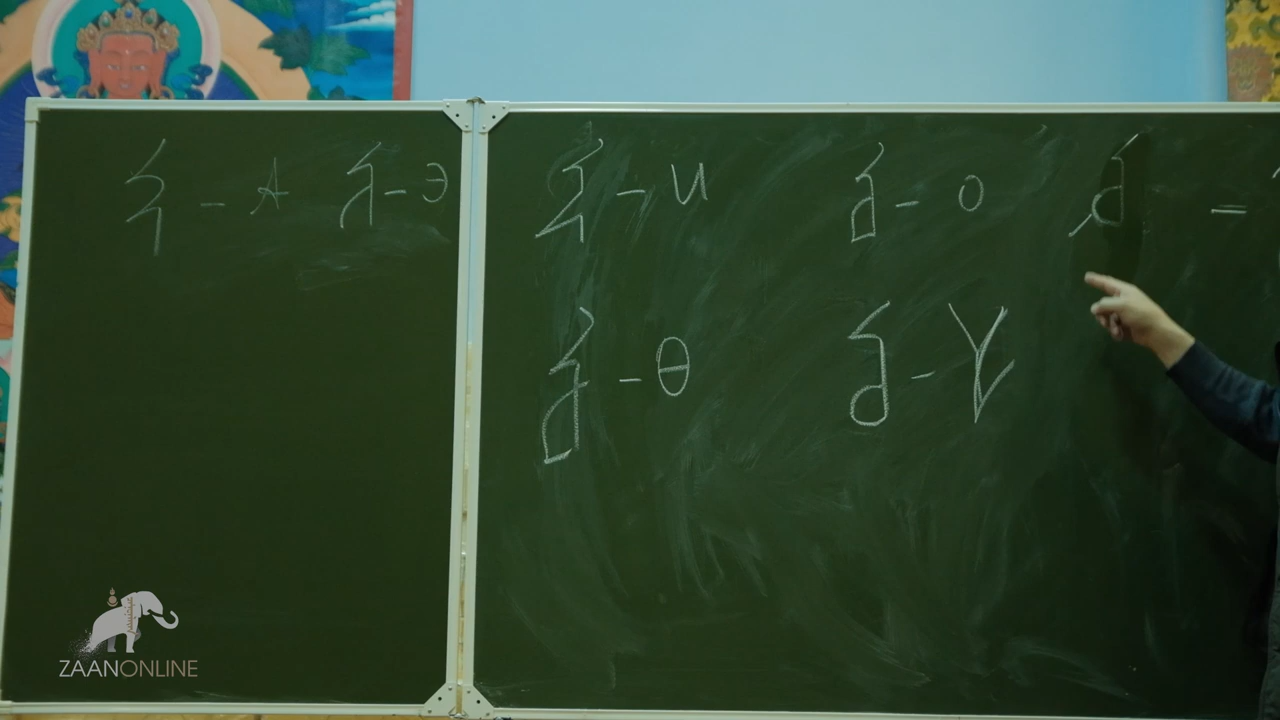 ᠠ - А ᡄ - Э ᡅ - И ᡆ - О ᡇ =
ᡈ - Ө ᡉ - Ү
ZAANONLINE